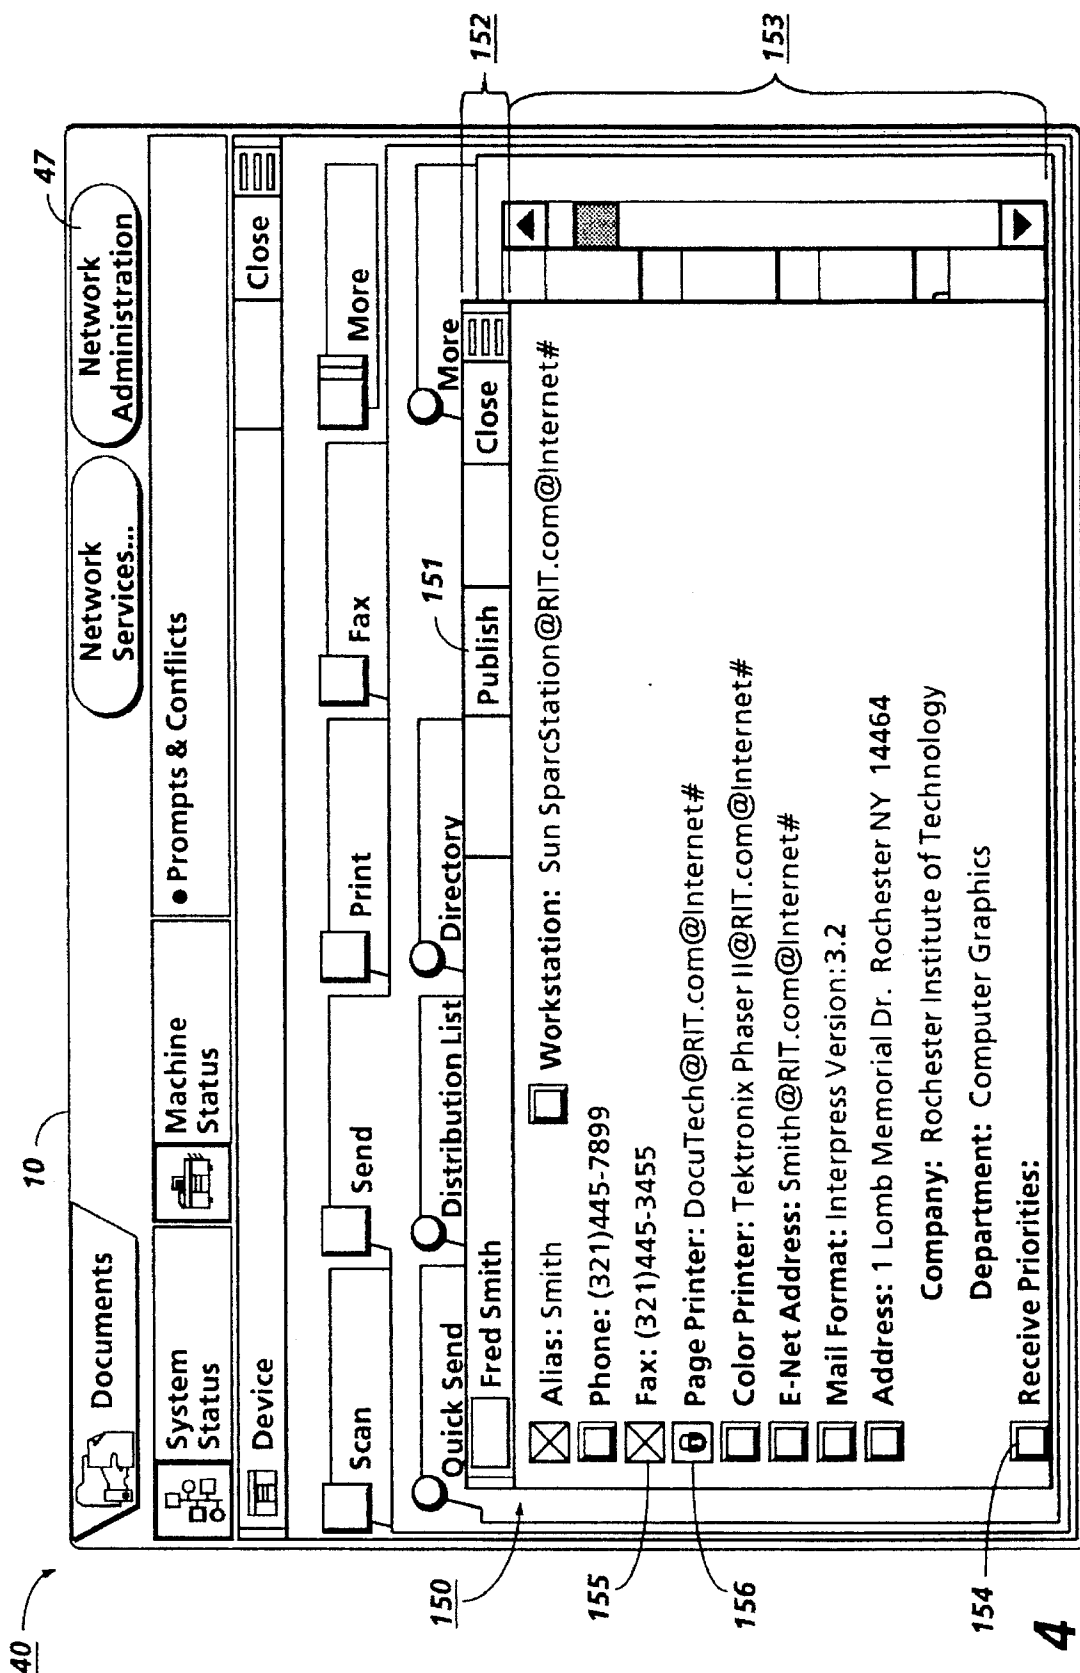 40
10
47
Documents
Network
Services...
Network
Administration
System
Status
Machine
Status
● Prompts & Conflicts
Device
Close
Scan
Send
Print
Fax
More
Quick Send
Distribution List
Directory
More
151
152
153
150
Fred Smith
Publish
Close
Alias: Smith
Workstation: Sun SparcStation@RIT.com@Internet#
Phone: (321)445-7899
155
Fax: (321)445-3455
156
Page Printer: DocuTech@RIT.com@Internet#
Color Printer: Tektronix Phaser II@RIT.com@Internet#
E-Net Address: Smith@RIT.com@Internet#
Mail Format: Interpress Version:3.2
Address: 1 Lomb Memorial Dr. Rochester NY 14464
Company: Rochester Institute of Technology
Department: Computer Graphics
154
Receive Priorities:
4